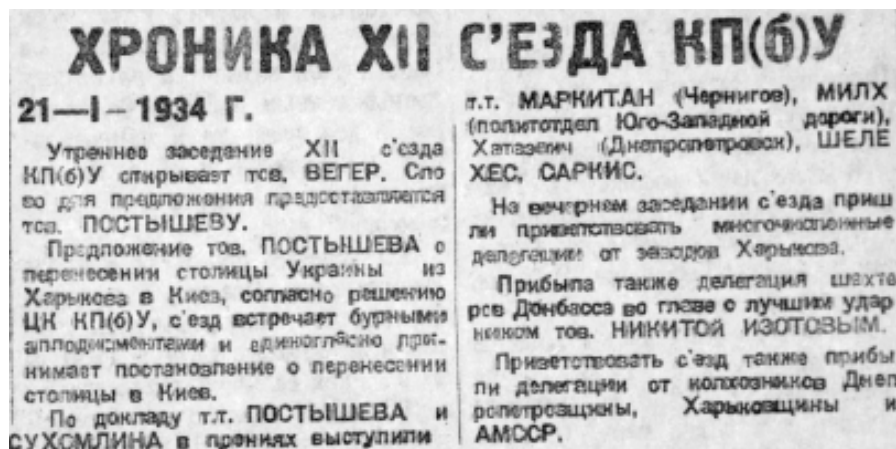 ХРОНИКА XII С'ЕЗДА КП(б)У
21—I—1934 Г.
Утреннее заседание XII с'езда
КП(б)У открывает тов. ВЕГЕР. Сло
во для предложения предоставляется
тов. ПОСТЫШЕВУ.
Предложение тов. ПОСТЫШЕВА о
перенесении столицы Украины из
Харькова в Киев, согласно решению
ЦК КП(б)У, с'езд встречает бурными
апплодисментами и единогласно при-
нимает постановление о перенесении
столицы в Киев.
По докладу т.т. ПОСТЫШЕВА и
СУХОМЛИНА в прениях выступили
т.т. МАРКИТАН (Чернигов), МИЛХ
(политотдел Юго-Западной дороги),
Хатаевич (Днепропетровск), ШЕЛЕ
ХЕС, САРКИС.
На вечернем заседании с'езда приш
ли приветствовать многочисленные
делегации от заводов Харькова.
Прибыла также делегация шахте
ров Донбасса во главе с лучшим удар
ником тов. НИКИТОЙ ИЗОТОВЫМ.
Приветствовать с'езд также прибы
ли делегации от колхозников Днеп
ропетровщины, Харьковщины и
АМССР.